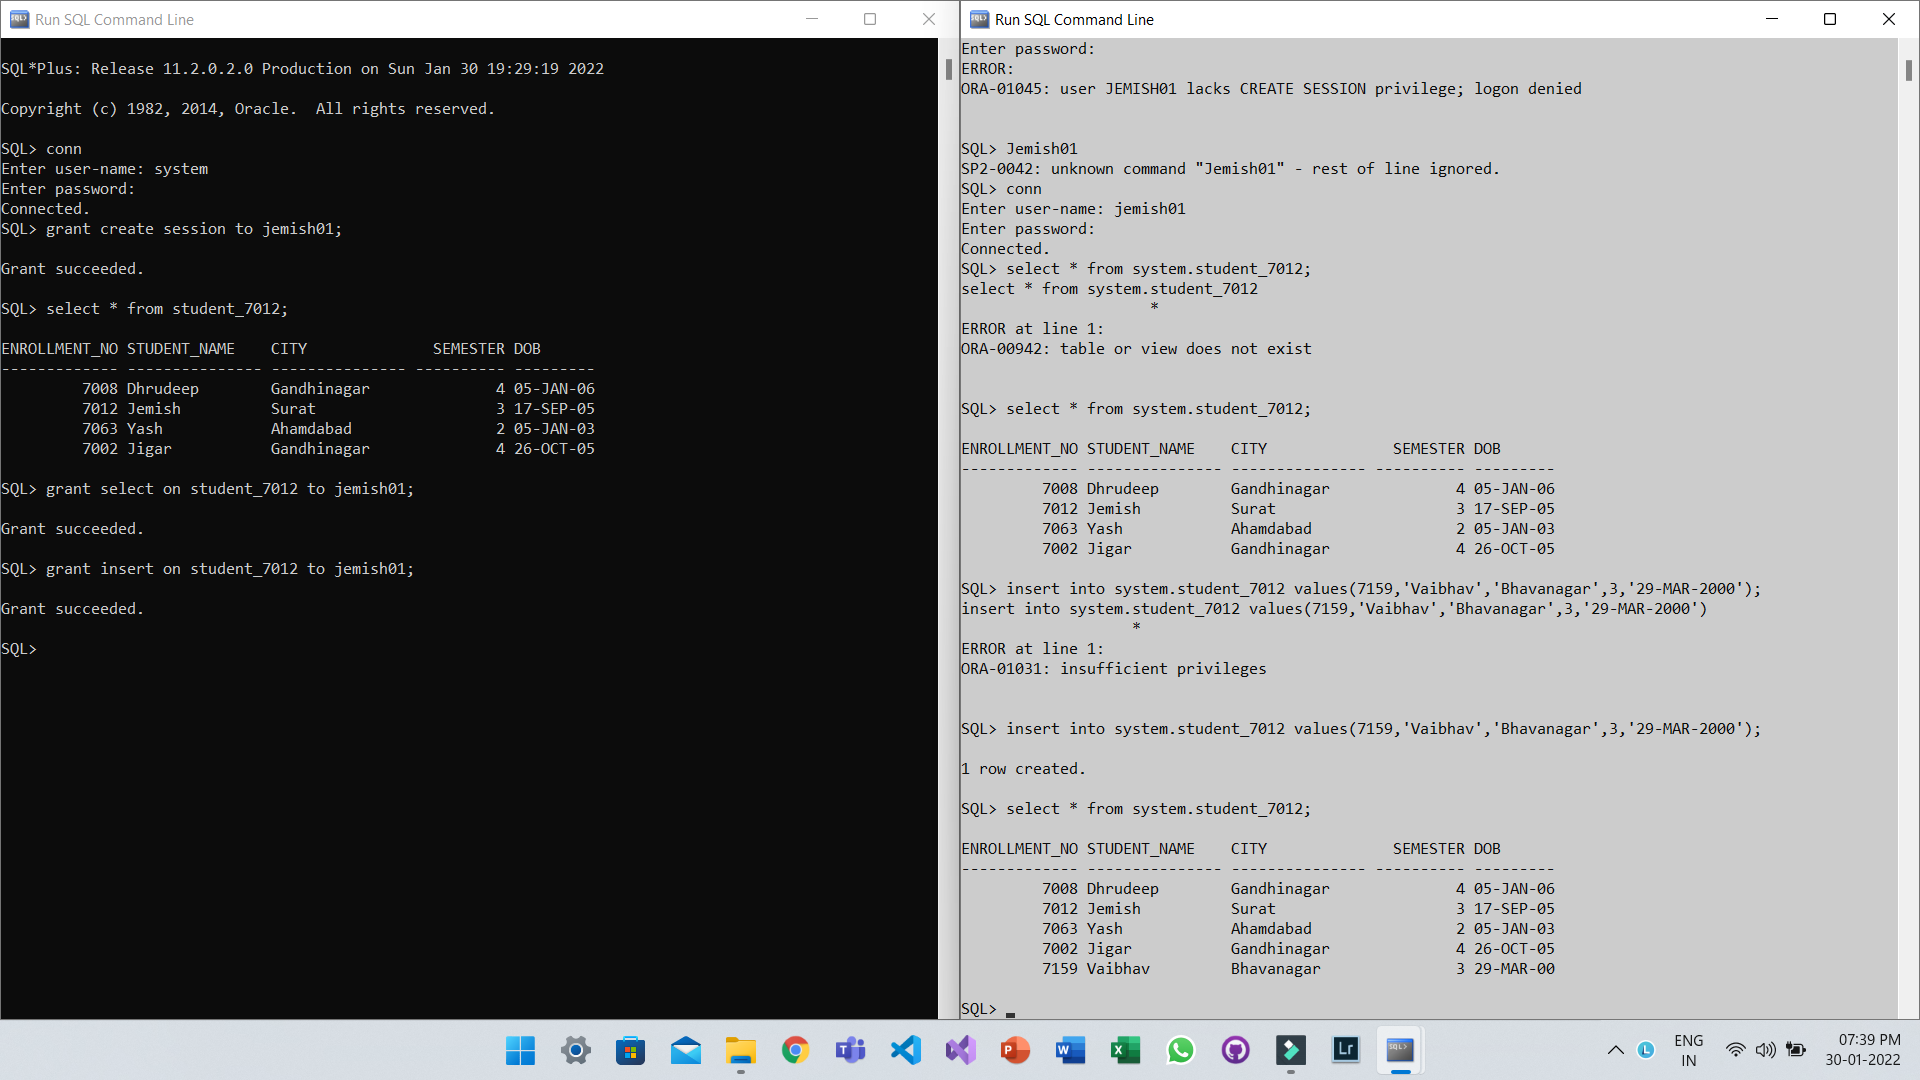 Run SQL Command Line
SQL*Plus: Release 11.2.0.2.0 Production on Sun Jan 30 19:29:19 2022
Copyright (c) 1982, 2014, Oracle.  All rights reserved.
SQL> conn
Enter user-name: system
Enter password:
Connected.
SQL> grant create session to jemish01;
Grant succeeded.
SQL> select * from student_7012;
ENROLLMENT_NO STUDENT_NAME    CITY              SEMESTER DOB
------------- --------------- --------------- ---------- ---------
         7008 Dhrudeep        Gandhinagar              4 05-JAN-06
         7012 Jemish          Surat                    3 17-SEP-05
         7063 Yash            Ahamdabad                2 05-JAN-03
         7002 Jigar           Gandhinagar              4 26-OCT-05
SQL> grant select on student_7012 to jemish01;
Grant succeeded.
SQL> grant insert on student_7012 to jemish01;
Grant succeeded.
SQL>
Run SQL Command Line
Enter password:
ERROR:
ORA-01045: user JEMISH01 lacks CREATE SESSION privilege; logon denied
SQL> Jemish01
SP2-0042: unknown command "Jemish01" - rest of line ignored.
SQL> conn
Enter user-name: jemish01
Enter password:
Connected.
SQL> select * from system.student_7012;
select * from system.student_7012
                     *
ERROR at line 1:
ORA-00942: table or view does not exist
SQL> select * from system.student_7012;
ENROLLMENT_NO STUDENT_NAME    CITY              SEMESTER DOB
------------- --------------- --------------- ---------- ---------
         7008 Dhrudeep        Gandhinagar              4 05-JAN-06
         7012 Jemish          Surat                    3 17-SEP-05
         7063 Yash            Ahamdabad                2 05-JAN-03
         7002 Jigar           Gandhinagar              4 26-OCT-05
SQL> insert into system.student_7012 values(7159,'Vaibhav','Bhavanagar',3,'29-MAR-2000');
insert into system.student_7012 values(7159,'Vaibhav','Bhavanagar',3,'29-MAR-2000')
                   *
ERROR at line 1:
ORA-01031: insufficient privileges
SQL> insert into system.student_7012 values(7159,'Vaibhav','Bhavanagar',3,'29-MAR-2000');
1 row created.
SQL> select * from system.student_7012;
ENROLLMENT_NO STUDENT_NAME    CITY              SEMESTER DOB
------------- --------------- --------------- ---------- ---------
         7008 Dhrudeep        Gandhinagar              4 05-JAN-06
         7012 Jemish          Surat                    3 17-SEP-05
         7063 Yash            Ahamdabad                2 05-JAN-03
         7002 Jigar           Gandhinagar              4 26-OCT-05
         7159 Vaibhav         Bhavanagar               3 29-MAR-00
SQL> _
Lr
L
ENG
IN
07:39 PM
30-01-2022